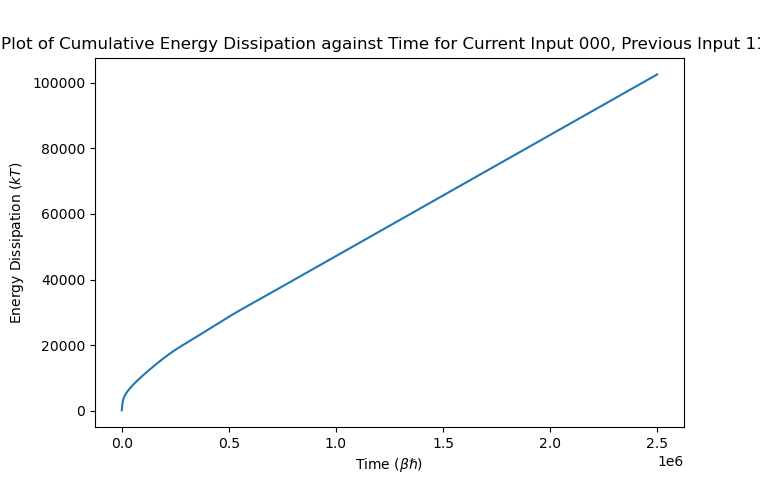 Plot of Cumulative Energy Dissipation against Time for Current Input 000, Previous Input 11
100000
80000
60000
40000
20000
0
Energy Dissipation (kT)
0.0 0.5 1.0 1.5 2.0 2.5
1e6
Time (βℏ)